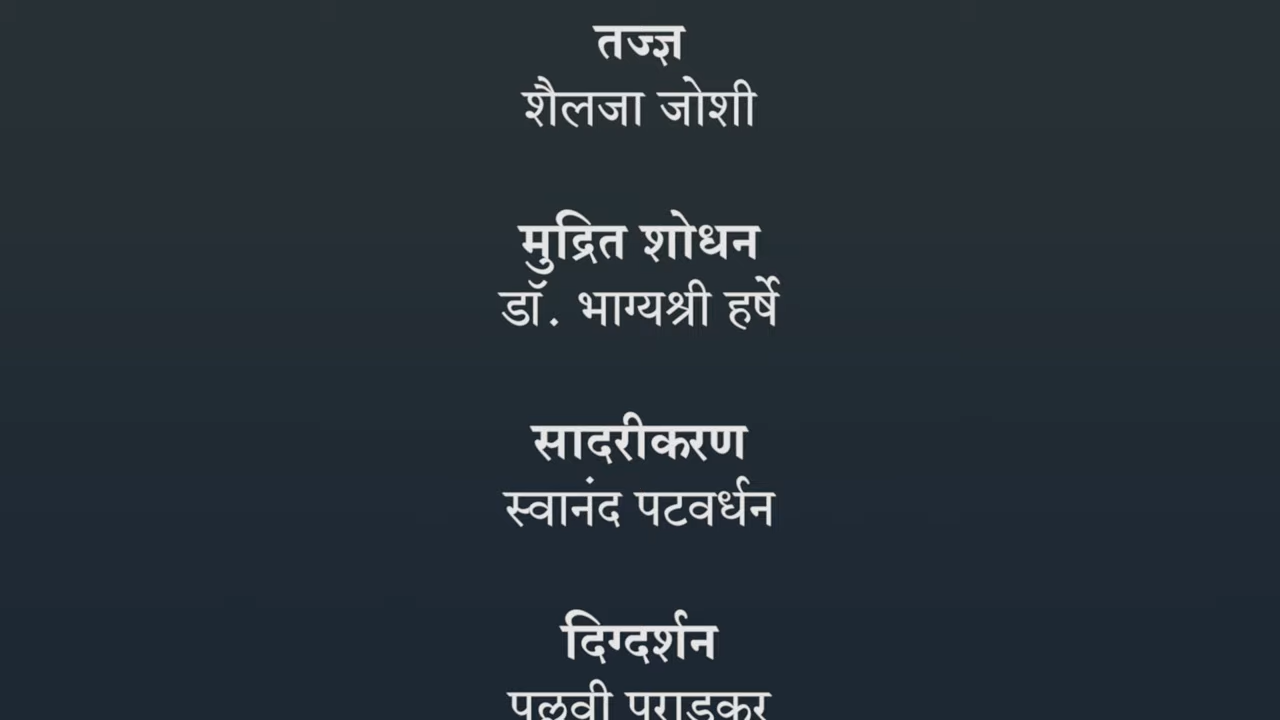 तज्ज्ञ
शैलजा जोशी
मुद्रित शोधन
डॉ. भाग्यश्री हर्षे
सादरीकरण
स्वानंद पटवर्धन
दिग्दर्शन